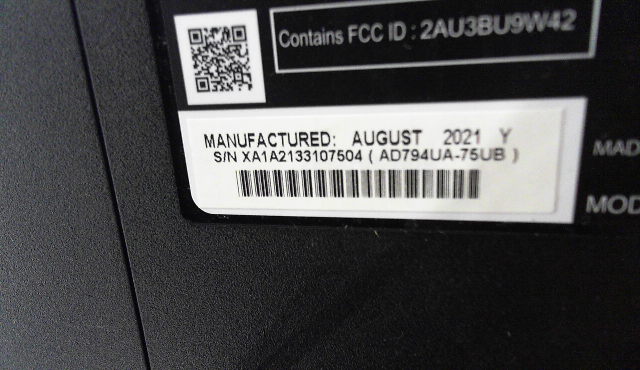 Contains FCC ID : 2AU3BU9W42
MANUFACTURED: AUGUST 2021 Y
S/N XA1A2133107504 ( AD794UA-75UB )
MAD
MOD